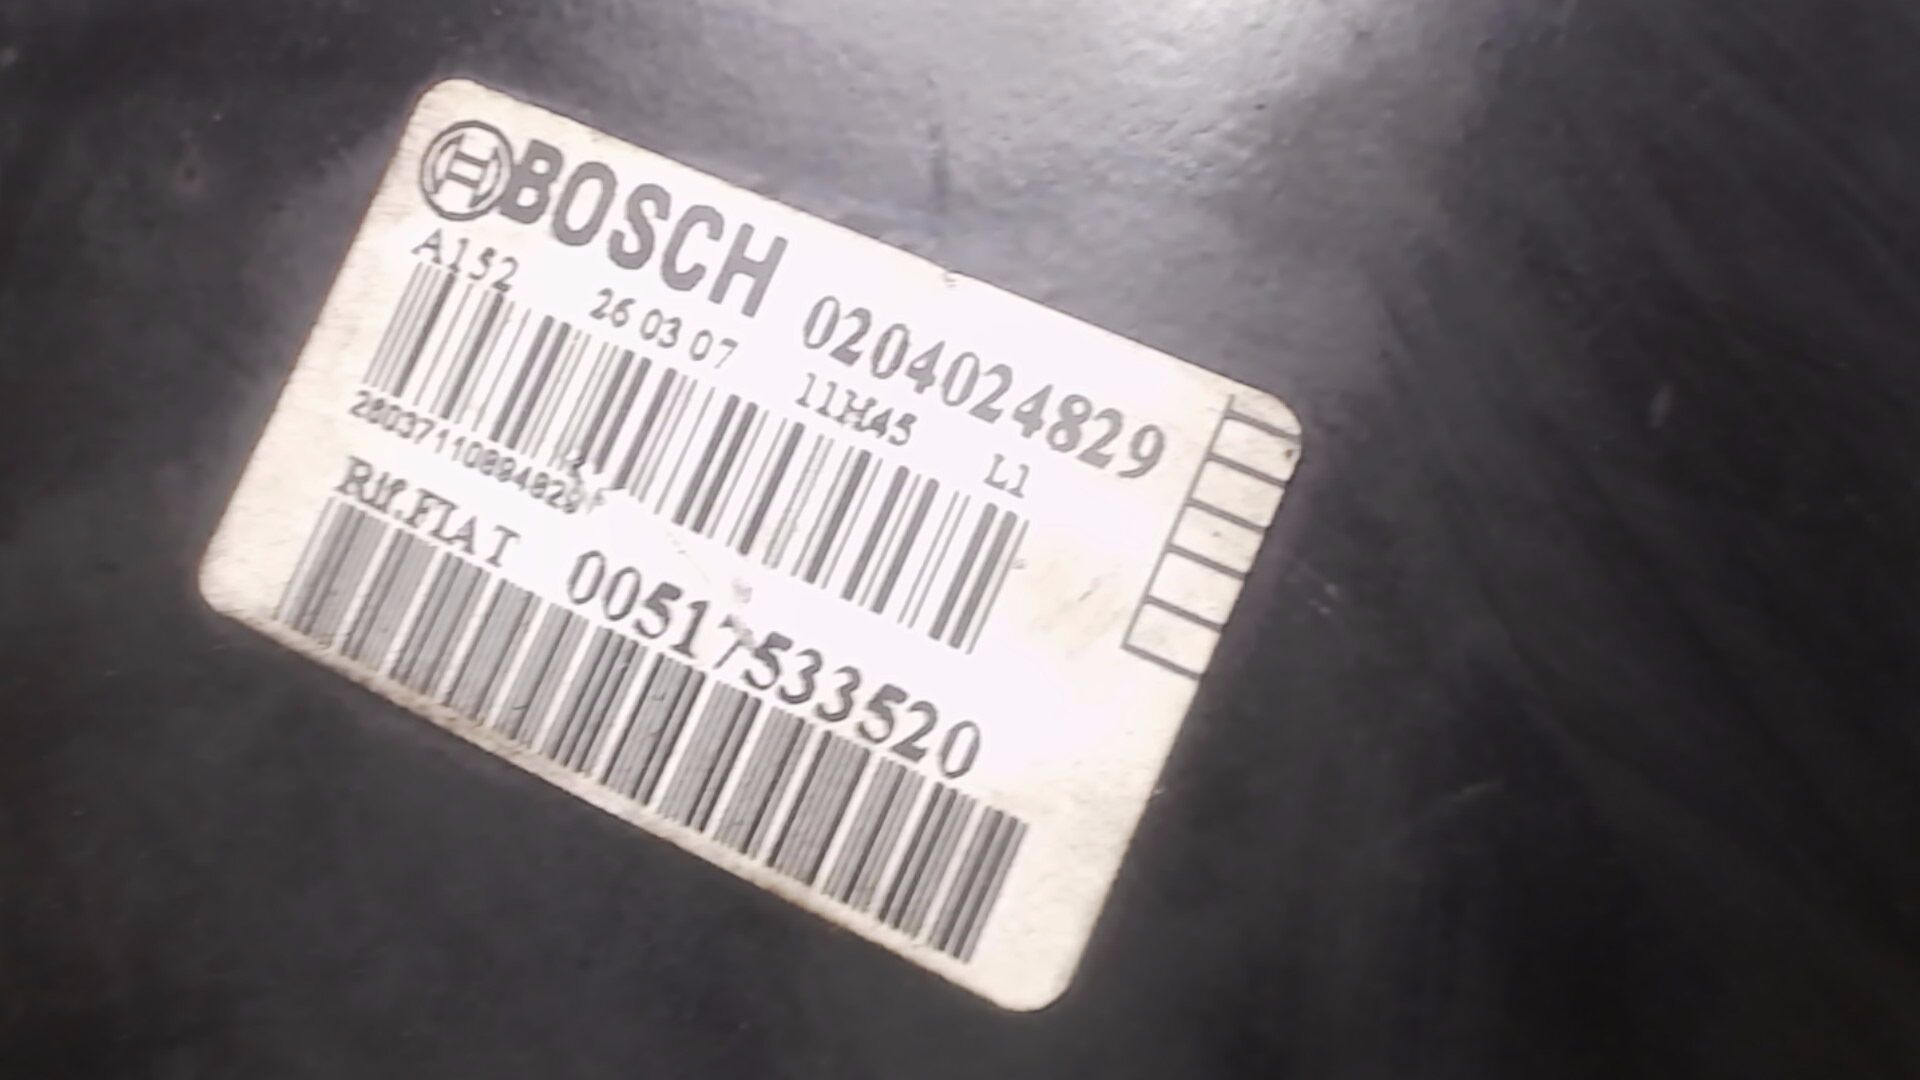 BOSCH 0204024829
A152 26 03 07 11H45 L1
Rif.FIAT 00517533520